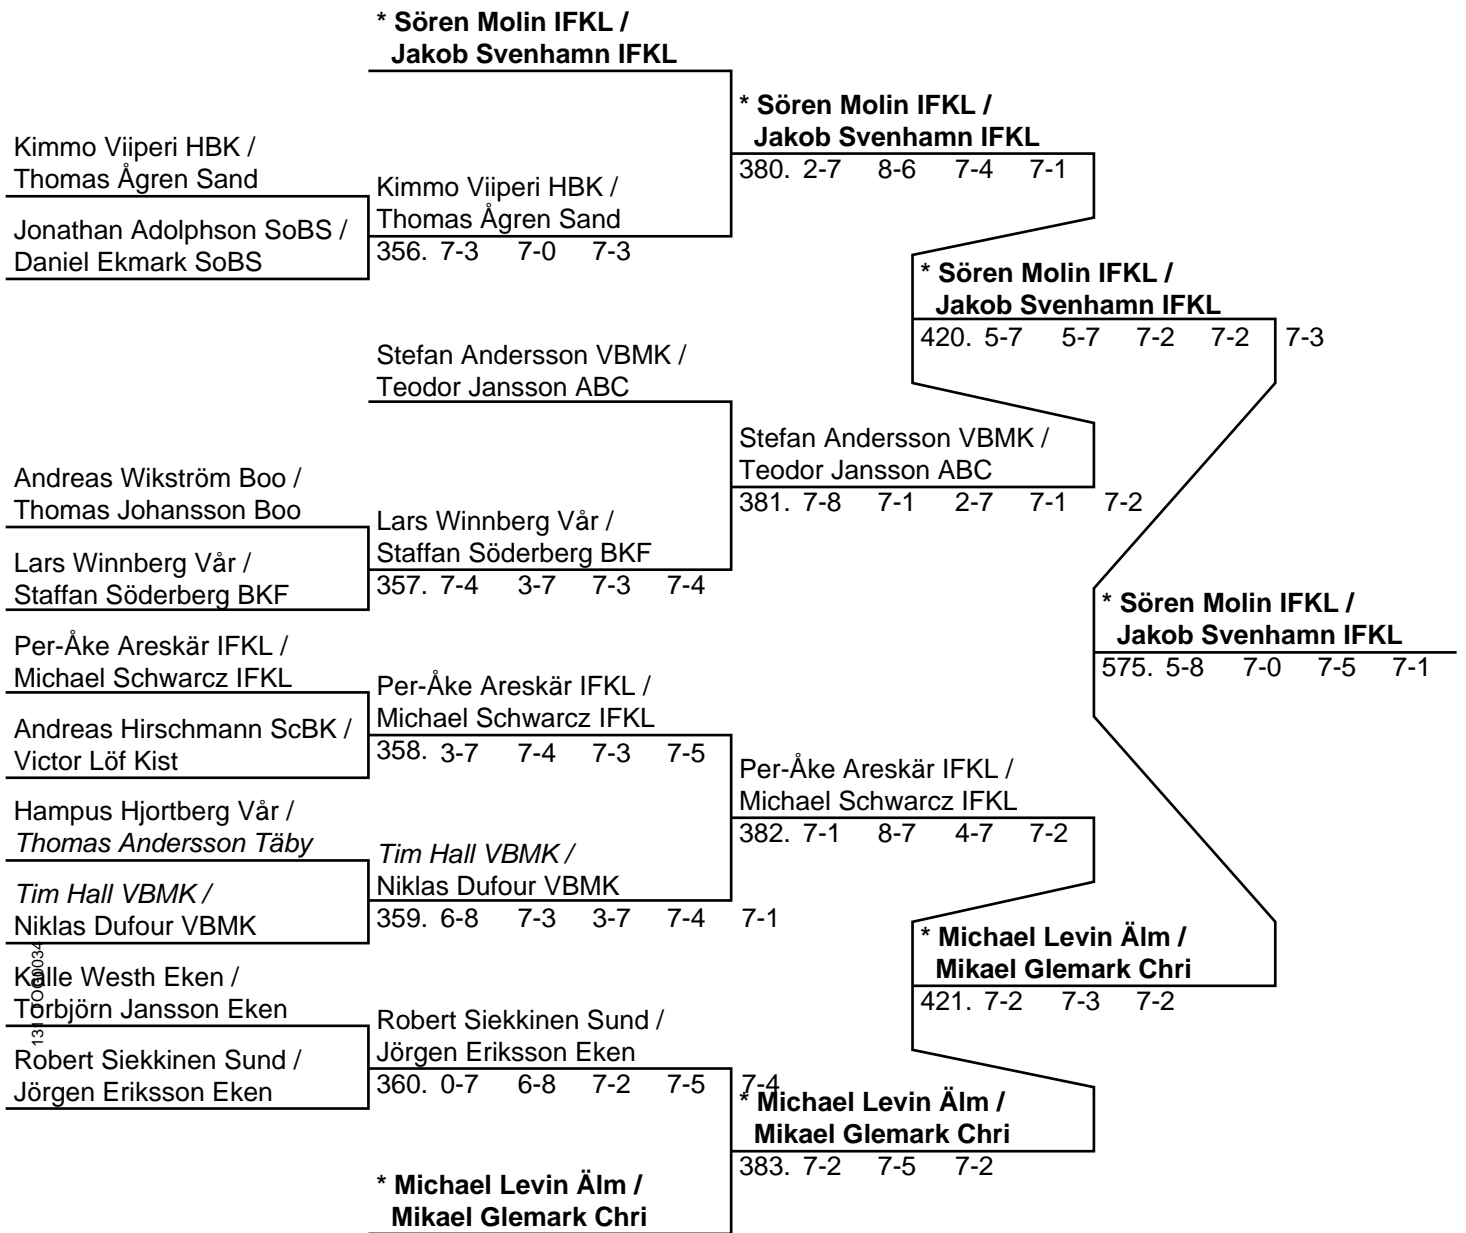 * Sören Molin IFKL /
Jakob Svenhamn IFKL
* Sören Molin IFKL /
Jakob Svenhamn IFKL
380. 2-7 8-6 7-4 7-1
Kimmo Viiperi HBK /
Thomas Ågren Sand
Kimmo Viiperi HBK /
Thomas Ågren Sand
356. 7-3 7-0 7-3
Jonathan Adolphson SoBS /
Daniel Ekmark SoBS
* Sören Molin IFKL /
Jakob Svenhamn IFKL
420. 5-7 5-7 7-2 7-2 7-3
Stefan Andersson VBMK /
Teodor Jansson ABC
Stefan Andersson VBMK /
Teodor Jansson ABC
381. 7-8 7-1 2-7 7-1 7-2
Andreas Wikström Boo /
Thomas Johansson Boo
Lars Winnberg Vår /
Staffan Söderberg BKF
357. 7-4 3-7 7-3 7-4
Lars Winnberg Vår /
Staffan Söderberg BKF
* Sören Molin IFKL /
Jakob Svenhamn IFKL
575. 5-8 7-0 7-5 7-1
Per-Åke Areskär IFKL /
Michael Schwarcz IFKL
Per-Åke Areskär IFKL /
Michael Schwarcz IFKL
358. 3-7 7-4 7-3 7-5
Andreas Hirschmann ScBK /
Victor Löf Kist
Per-Åke Areskär IFKL /
Michael Schwarcz IFKL
382. 7-1 8-7 4-7 7-2
Hampus Hjortberg Vår /
Thomas Andersson Täby
Tim Hall VBMK /
Niklas Dufour VBMK
359. 6-8 7-3 3-7 7-4 7-1
Tim Hall VBMK /
Niklas Dufour VBMK
* Michael Levin Älm /
Mikael Glemark Chri
421. 7-2 7-3 7-2
Kalle Westh Eken /
Torbjörn Jansson Eken
Robert Siekkinen Sund /
Jörgen Eriksson Eken
360. 0-7 6-8 7-2 7-5 7-4
Robert Siekkinen Sund /
Jörgen Eriksson Eken
* Michael Levin Älm /
Mikael Glemark Chri
383. 7-2 7-5 7-2
* Michael Levin Älm /
Mikael Glemark Chri